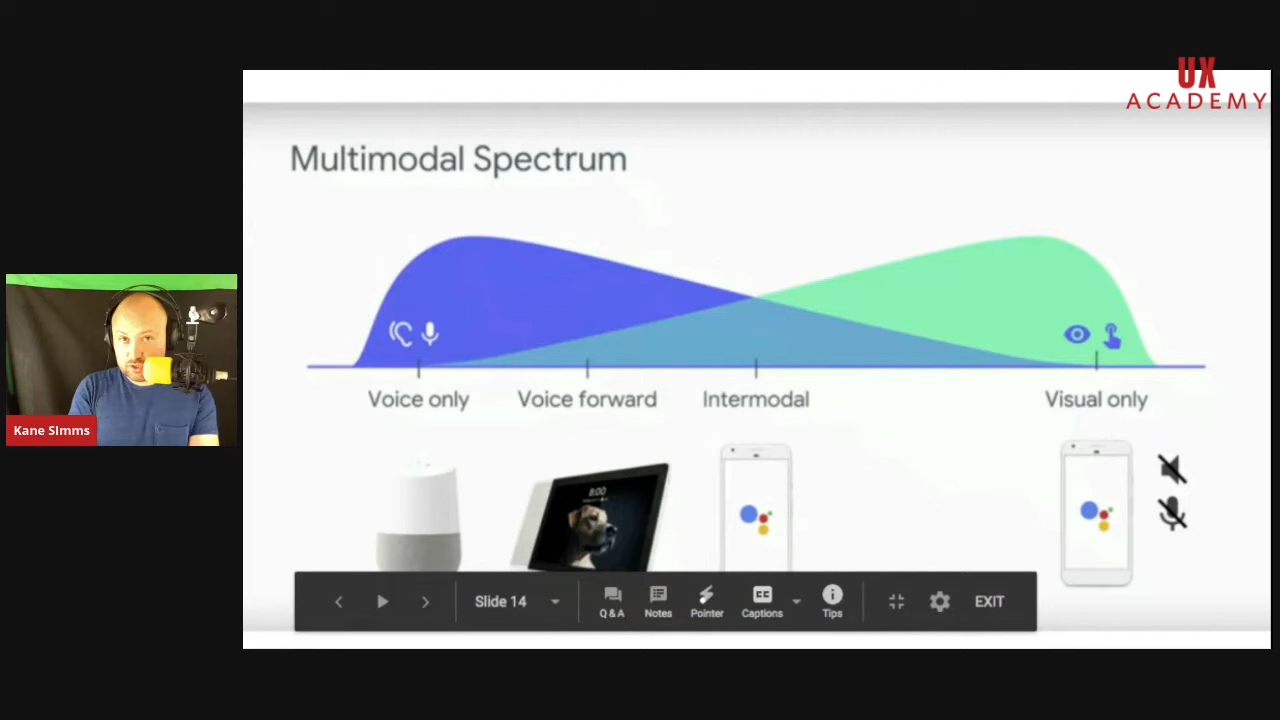 UX
ACADEMY
Multimodal Spectrum
Voice only
Voice forward
Intermodal
Visual only
8:00
Kane SImms
Slide 14
Q & A
Notes
Pointer
CC
Captions
Tips
EXIT